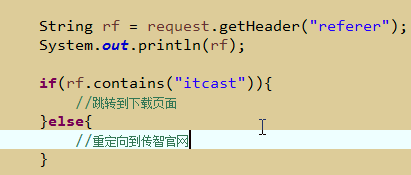 String rf = request.getHeader("referer");
System.out.println(rf);
if(rf.contains("itcast")){
//跳转到下载页面
}else{
//重定向到传智官网
}